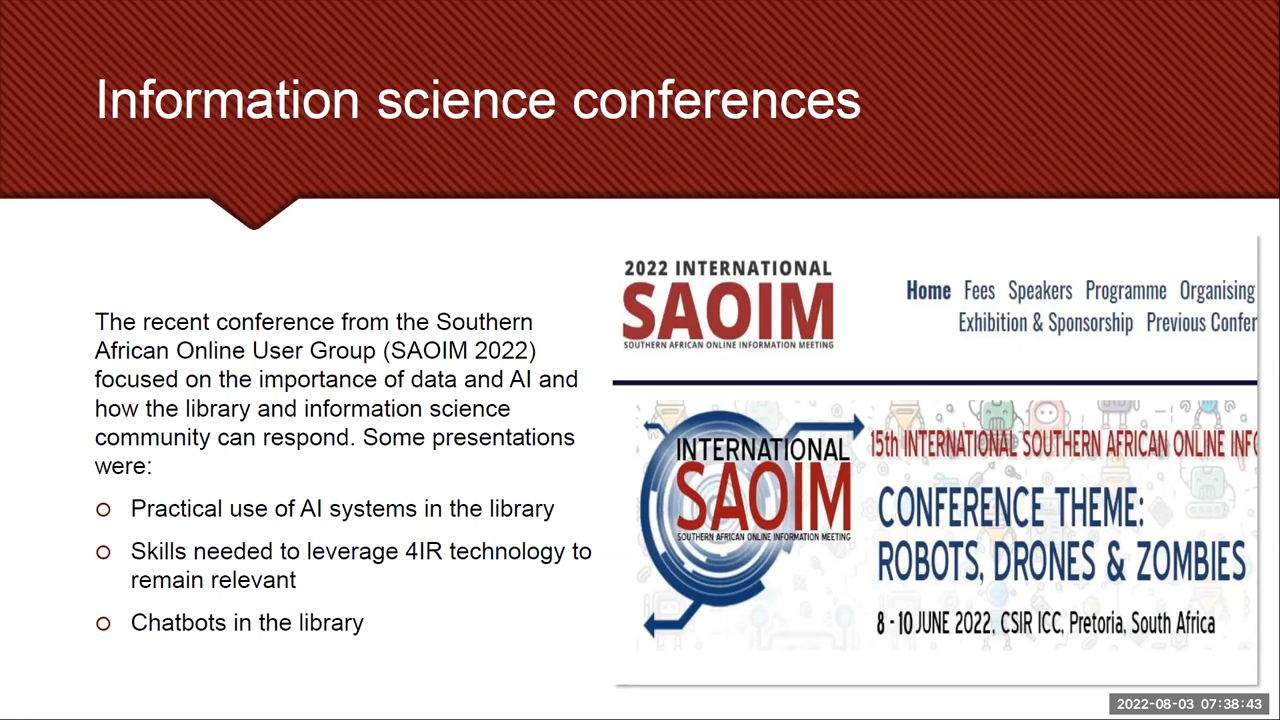 Information science conferences
The recent conference from the Southern
African Online User Group (SAOIM 2022)
focused on the importance of data and AI and
how the library and information science
community can respond. Some presentations
were:
Practical use of AI systems in the library
Skills needed to leverage 4IR technology to
remain relevant
Chatbots in the library
2022 INTERNATIONAL
SAOIM
SOUTHERN AFRICAN ONLINE INFORMATION MEETING
Home Fees Speakers Programme Organising
Exhibition & Sponsorship Previous Confer
INTERNATIONAL
SAOIM
SOUTHERN AFRICAN ONLINE INFORMATION MEETING
15th INTERNATIONAL SOUTHERN AFRICAN ONLINE INFO
CONFERENCE THEME:
ROBOTS, DRONES & ZOMBIES
8 - 10 JUNE 2022, CSIR ICC, Pretoria, South Africa
2022-08-03 07:38:43